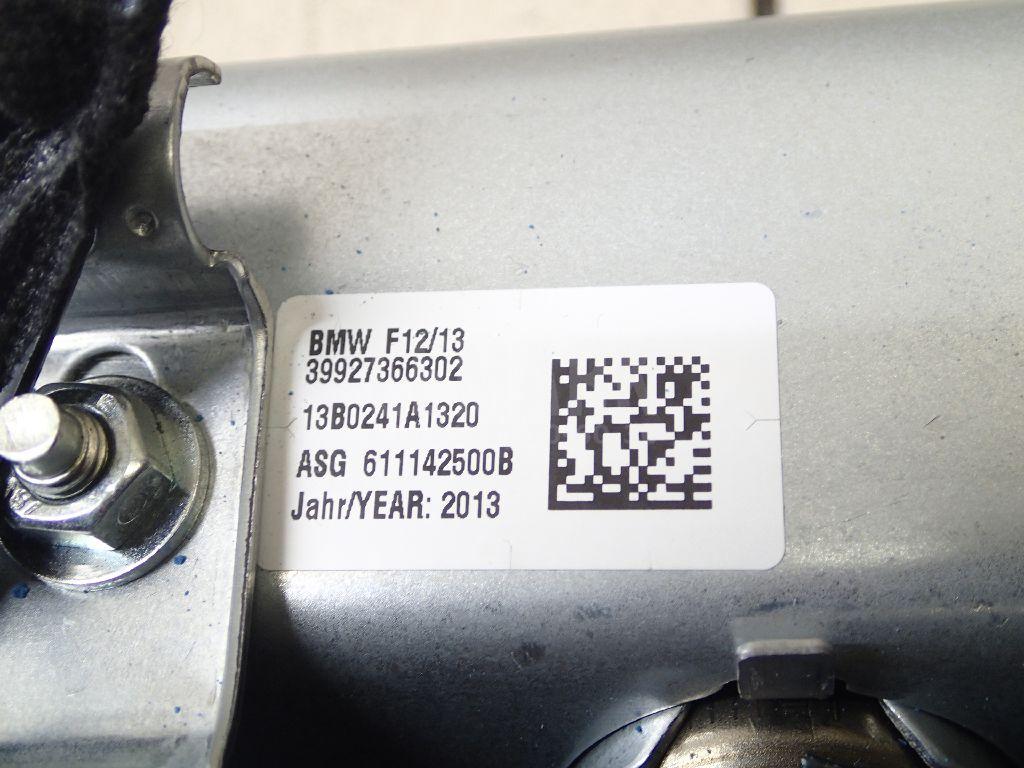 BMW F12/13
39927366302
13B0241A1320
ASG 611142500B
Jahr/YEAR: 2013